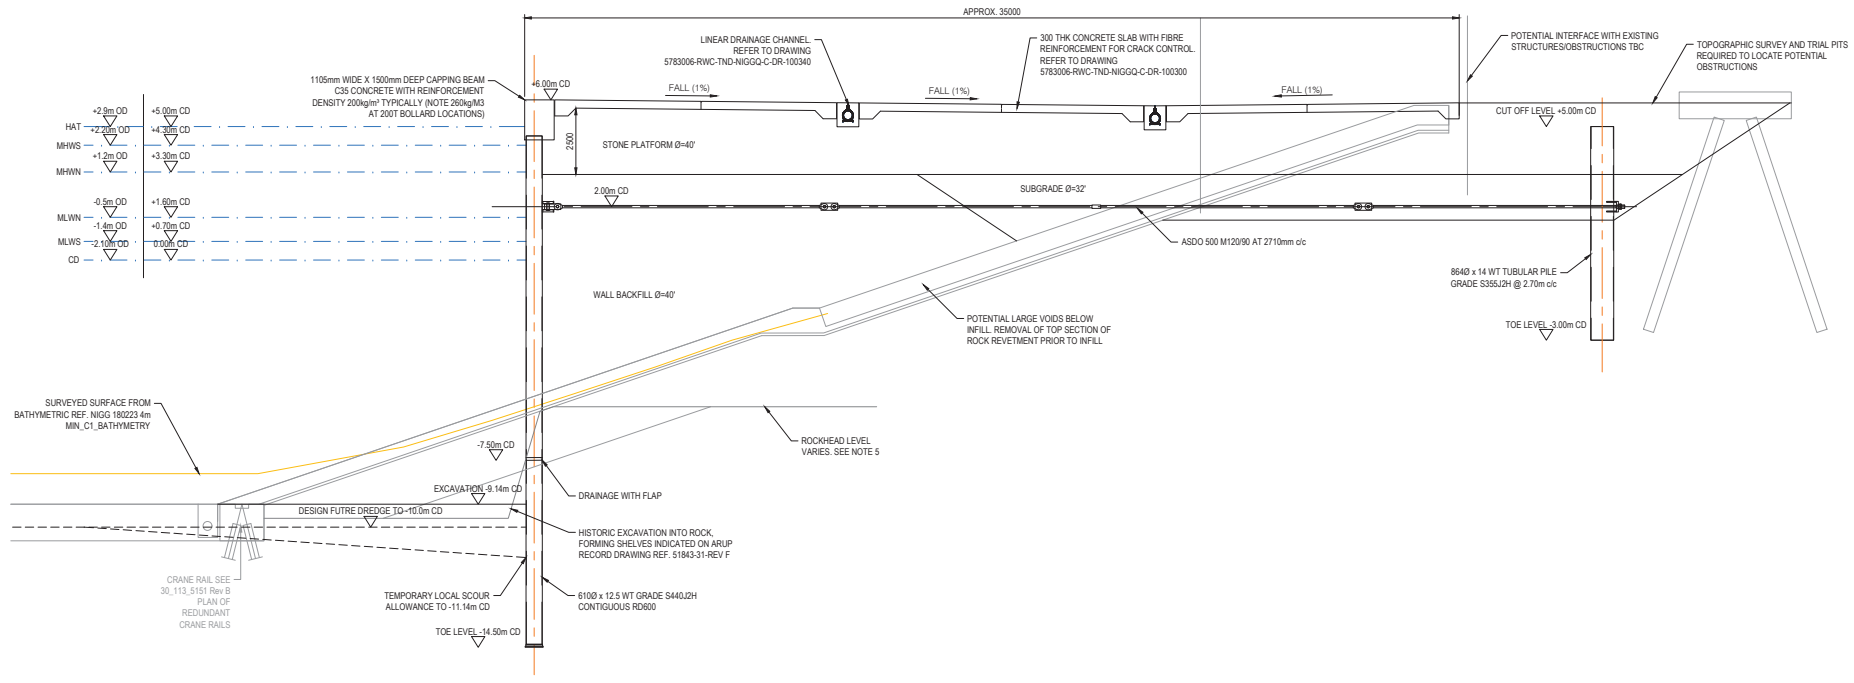 APPROX. 35000
LINEAR DRAINAGE CHANNEL.
REFER TO DRAWING
5783006-RWC-TND-NIGGQ-C-DR-100340
300 THK CONCRETE SLAB WITH FIBRE
REINFORCEMENT FOR CRACK CONTROL.
REFER TO DRAWING
5783006-RWC-TND-NIGGQ-C-DR-100300
POTENTIAL INTERFACE WITH EXISTING
STRUCTURES/OBSTRUCTIONS TBC
TOPOGRAPHIC SURVEY AND TRIAL PITS
REQUIRED TO LOCATE POTENTIAL
OBSTRUCTIONS
1105mm WIDE X 1500mm DEEP CAPPING BEAM
C35 CONCRETE WITH REINFORCEMENT
DENSITY 200kg/m³ TYPICALLY (NOTE 260kg/M3
AT 200T BOLLARD LOCATIONS)
+6.00m CD
FALL (1%)
FALL (1%)
FALL (1%)
CUT OFF LEVEL +5.00m CD
+2.9m OD
+5.00m CD
HAT
+2.20m OD
+4.30m CD
MHWS
+1.2m OD
+3.30m CD
MHWN
-0.5m OD
+1.60m CD
MLWN
-1.4m OD
+0.70m CD
MLWS
-2.10m OD
0.00m CD
CD
2500
STONE PLATFORM Ø=40'
SUBGRADE Ø=32'
2.00m CD
ASDO 500 M120/90 AT 2710mm c/c
864Ø x 14 WT TUBULAR PILE
GRADE S355J2H @ 2.70m c/c
WALL BACKFILL Ø=40'
POTENTIAL LARGE VOIDS BELOW
INFILL. REMOVAL OF TOP SECTION OF
ROCK REVETMENT PRIOR TO INFILL
TOE LEVEL -3.00m CD
SURVEYED SURFACE FROM
BATHYMETRIC REF. NIGG 180223 4m
MIN_C1_BATHYMETRY
-7.50m CD
ROCKHEAD LEVEL
VARIES. SEE NOTE 5
EXCAVATION -9.14m CD
DRAINAGE WITH FLAP
DESIGN FUTRE DREDGE TO -10.0m CD
HISTORIC EXCAVATION INTO ROCK,
FORMING SHELVES INDICATED ON ARUP
RECORD DRAWING REF. 51843-31-REV F
CRANE RAIL SEE
30_113_5151 Rev B
PLAN OF
REDUNDANT
CRANE RAILS
TEMPORARY LOCAL SCOUR
ALLOWANCE TO -11.14m CD
610Ø x 12.5 WT GRADE S440J2H
CONTIGUOUS RD600
TOE LEVEL -14.50m CD